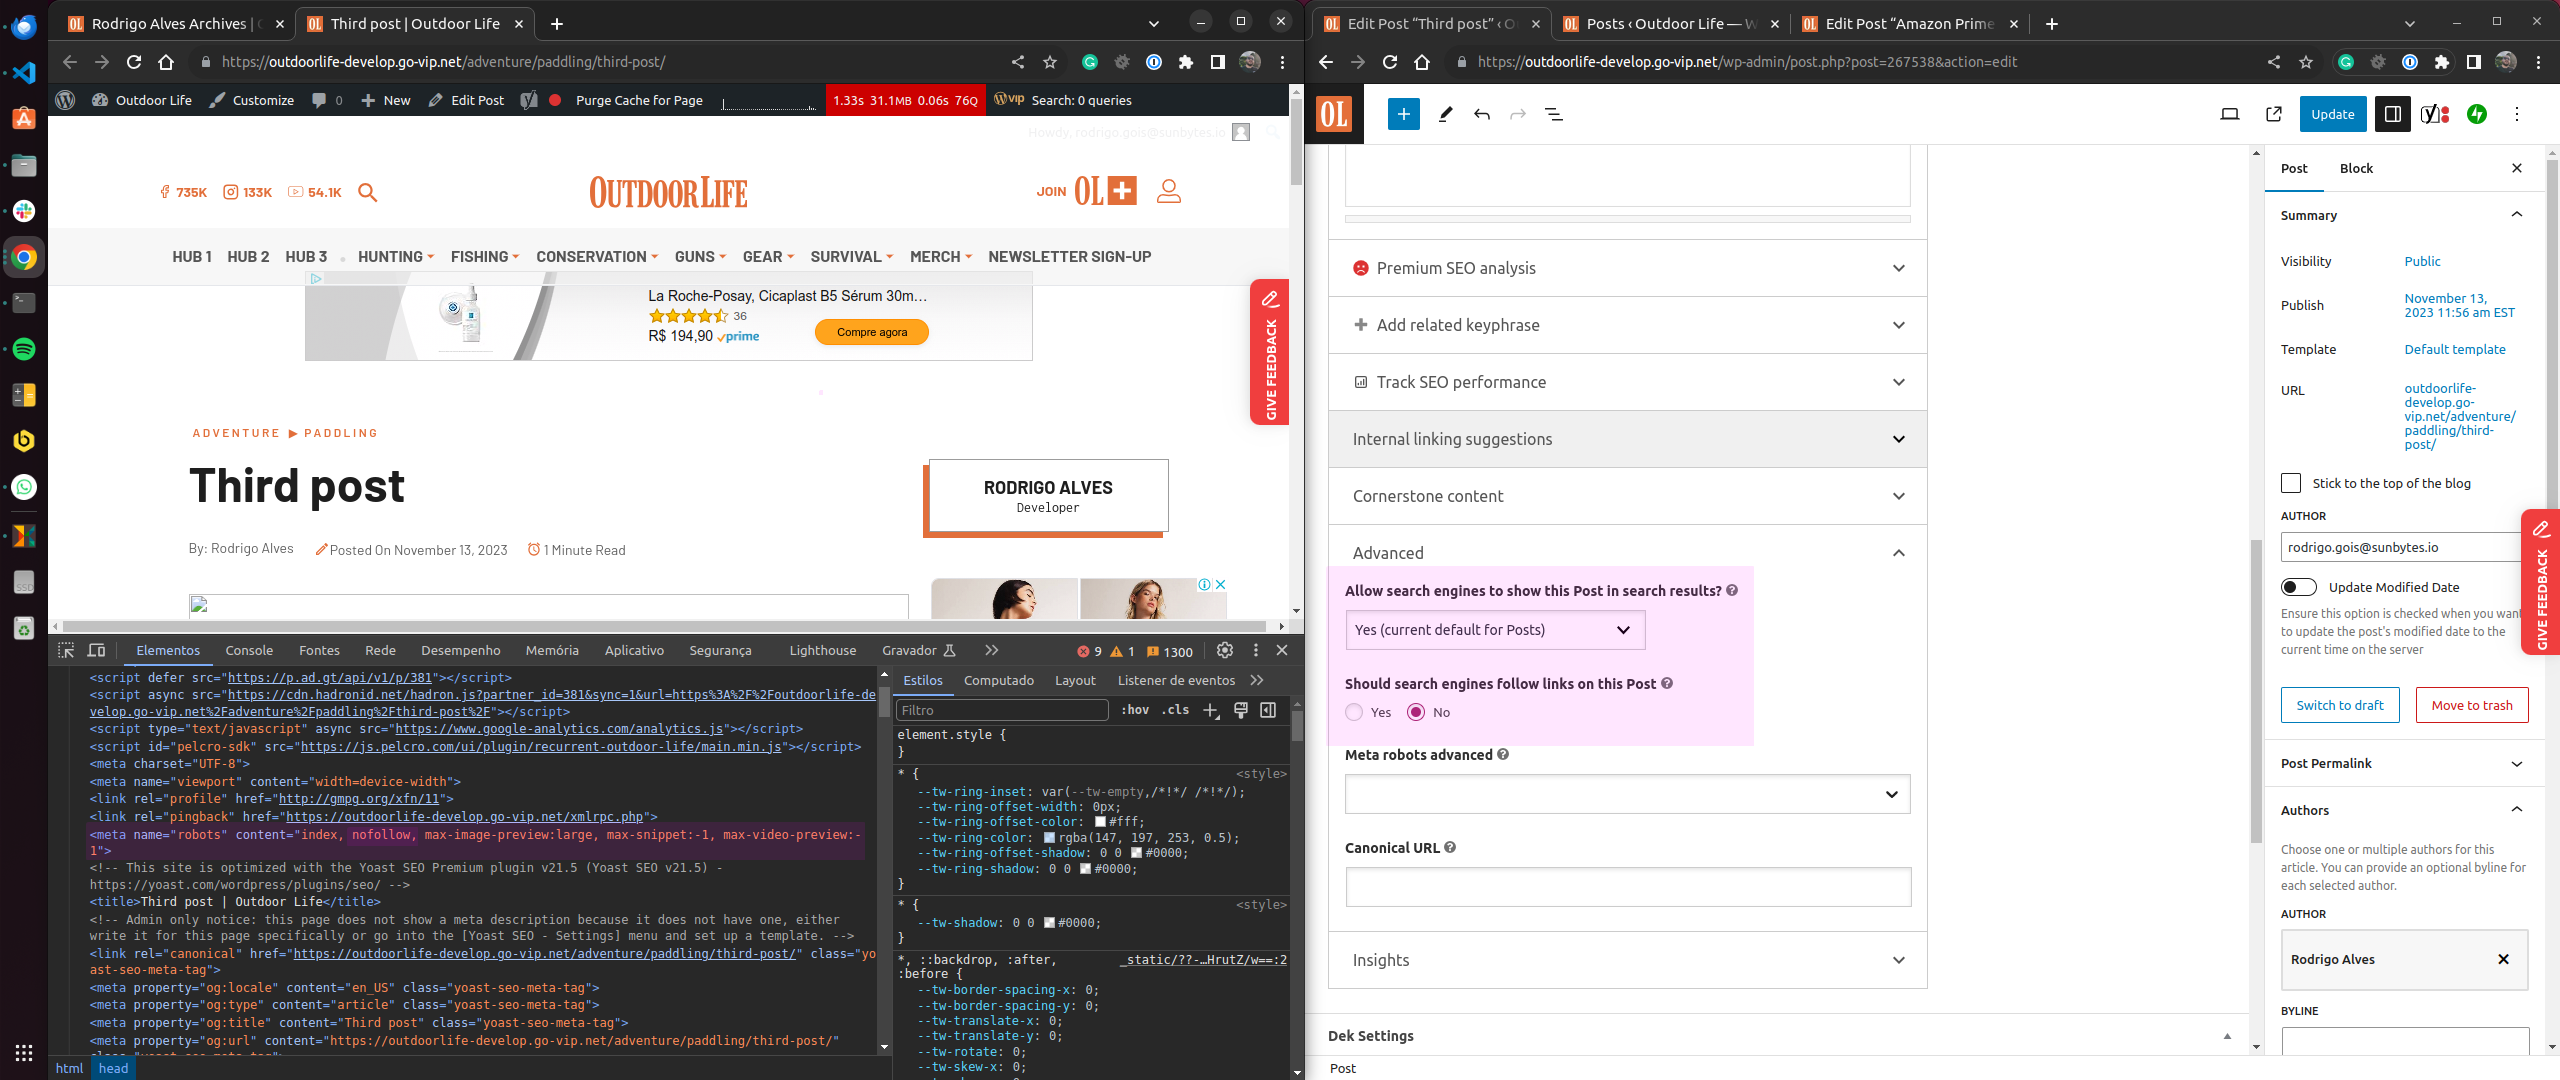 Rodrigo Alves Archives |
Third post | Outdoor Life
https://outdoorlife-develop.go-vip.net/adventure/paddling/third-post/
Outdoor Life
Customize
0
New
Edit Post
Purge Cache for Page
1.33s 31.1MB 0.06s 76Q
VIP Search: 0 queries
Howdy, rodrigo.gois@sunbytes.io
735K
133K
54.1K
OUTDOOR LIFE
JOIN OL+
HUB 1
HUB 2
HUB 3
HUNTING
FISHING
CONSERVATION
GUNS
GEAR
SURVIVAL
MERCH
NEWSLETTER SIGN-UP
La Roche-Posay, Cicaplast B5 Sérum 30m…
36
R$ 194,90 prime
Compre agora
GIVE FEEDBACK
ADVENTURE ▶ PADDLING
Third post
By: Rodrigo Alves
Posted On November 13, 2023
1 Minute Read
RODRIGO ALVES
Developer
Elementos
Console
Fontes
Rede
Desempenho
Memória
Aplicativo
Segurança
Lighthouse
Gravador
9
1
1300
<script defer src="https://p.ad.gt/api/v1/p/381"></script>
<script async src="https://cdn.hadronid.net/hadron.js?partner_id=381&sync=1&url=https%3A%2F%2Foutdoorlife-de
velop.go-vip.net%2Fadventure%2Fpaddling%2Fthird-post%2F"></script>
<script type="text/javascript" async src="https://www.google-analytics.com/analytics.js"></script>
<script id="pelcro-sdk" src="https://js.pelcro.com/ui/plugin/recurrent-outdoor-life/main.min.js"></script>
<meta charset="UTF-8">
<meta name="viewport" content="width=device-width">
<link rel="profile" href="http://gmpg.org/xfn/11">
<link rel="pingback" href="https://outdoorlife-develop.go-vip.net/xmlrpc.php">
<meta name="robots" content="index, nofollow, max-image-preview:large, max-snippet:-1, max-video-preview:-
1">
<!-- This site is optimized with the Yoast SEO Premium plugin v21.5 (Yoast SEO v21.5) -
https://yoast.com/wordpress/plugins/seo/ -->
<title>Third post | Outdoor Life</title>
<!-- Admin only notice: this page does not show a meta description because it does not have one, either
write it for this page specifically or go into the [Yoast SEO - Settings] menu and set up a template. -->
<link rel="canonical" href="https://outdoorlife-develop.go-vip.net/adventure/paddling/third-post/" class="yo
ast-seo-meta-tag">
<meta property="og:locale" content="en_US" class="yoast-seo-meta-tag">
<meta property="og:type" content="article" class="yoast-seo-meta-tag">
<meta property="og:title" content="Third post" class="yoast-seo-meta-tag">
<meta property="og:url" content="https://outdoorlife-develop.go-vip.net/adventure/paddling/third-post/"
html
head
Estilos
Computado
Layout
Listener de eventos
Filtro
:hov
.cls
element.style {
}
* {
<style>
--tw-ring-inset: var(--tw-empty,/*!*/ /*!*/);
--tw-ring-offset-width: 0px;
--tw-ring-offset-color: #fff;
--tw-ring-color: rgba(147, 197, 253, 0.5);
--tw-ring-offset-shadow: 0 0 #0000;
--tw-ring-shadow: 0 0 #0000;
}
* {
<style>
--tw-shadow: 0 0 #0000;
}
*, ::backdrop, :after,
_static/??-…HrutZ/w==:2
:before {
--tw-border-spacing-x: 0;
--tw-border-spacing-y: 0;
--tw-translate-x: 0;
--tw-translate-y: 0;
--tw-rotate: 0;
--tw-skew-x: 0;
Edit Post “Third post” ‹ O
Posts ‹ Outdoor Life — W
Edit Post “Amazon Prime
https://outdoorlife-develop.go-vip.net/wp-admin/post.php?post=267538&action=edit
OL
Update
Premium SEO analysis
Add related keyphrase
Track SEO performance
Internal linking suggestions
Cornerstone content
Advanced
Allow search engines to show this Post in search results?
Yes (current default for Posts)
Should search engines follow links on this Post
Yes
No
Meta robots advanced
Canonical URL
Insights
Dek Settings
Post
Post
Block
Summary
Visibility
Public
Publish
November 13,
2023 11:56 am EST
Template
Default template
URL
outdoorlife-
develop.go-
vip.net/adventure/
paddling/third-
post/
Stick to the top of the blog
AUTHOR
rodrigo.gois@sunbytes.io
Update Modified Date
Ensure this option is checked when you want
to update the post's modified date to the
current time on the server
Switch to draft
Move to trash
Post Permalink
Authors
Choose one or multiple authors for this
article. You can provide an optional byline for
each selected author.
AUTHOR
Rodrigo Alves
BYLINE
GIVE FEEDBACK